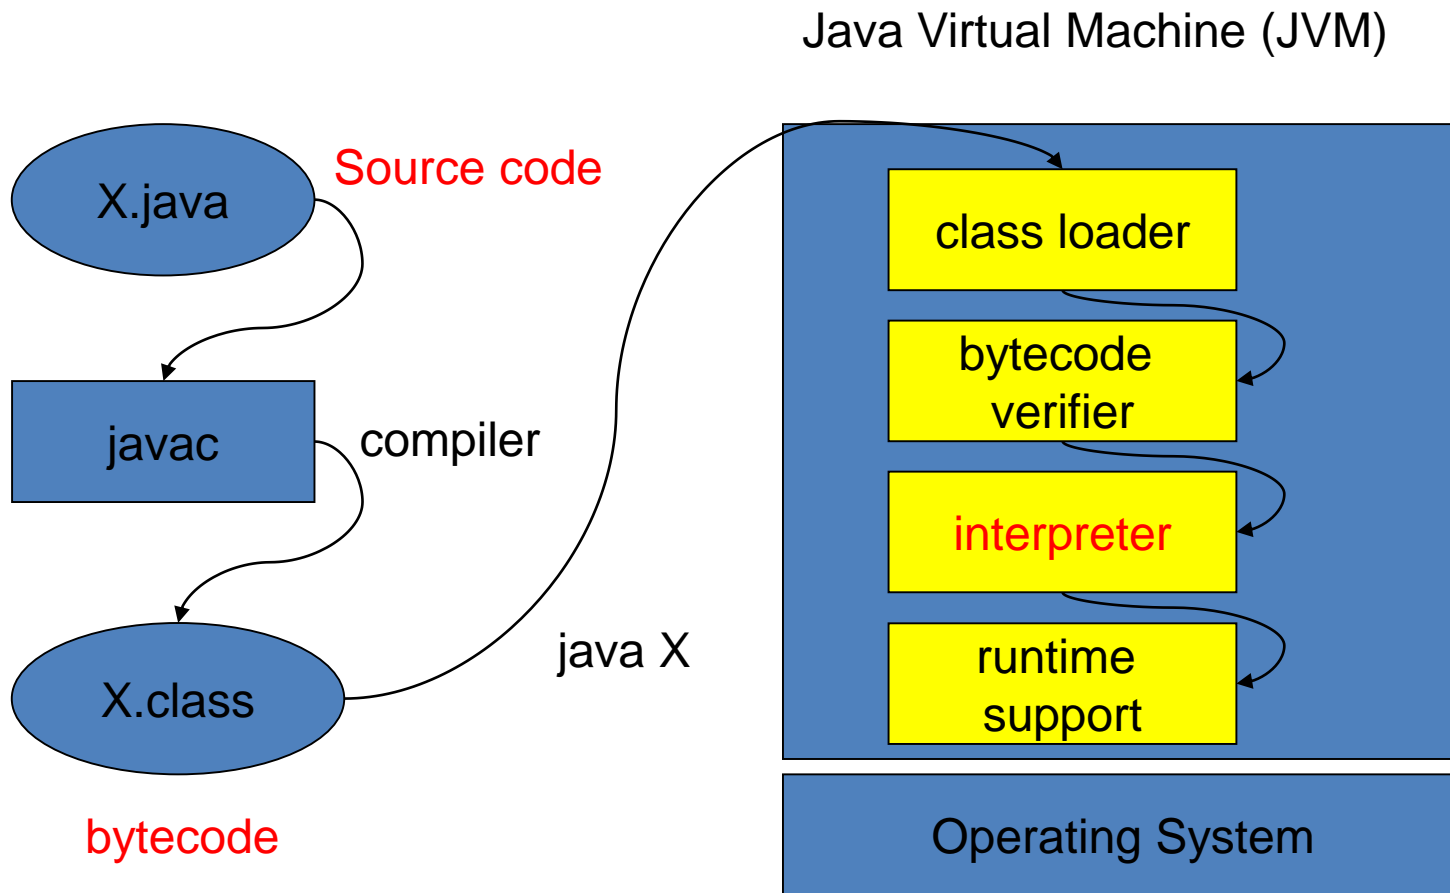 Java Virtual Machine (JVM)
X.java
Source code
javac
compiler
X.class
bytecode
java X
class loader
bytecode
verifier
interpreter
runtime
support
Operating System